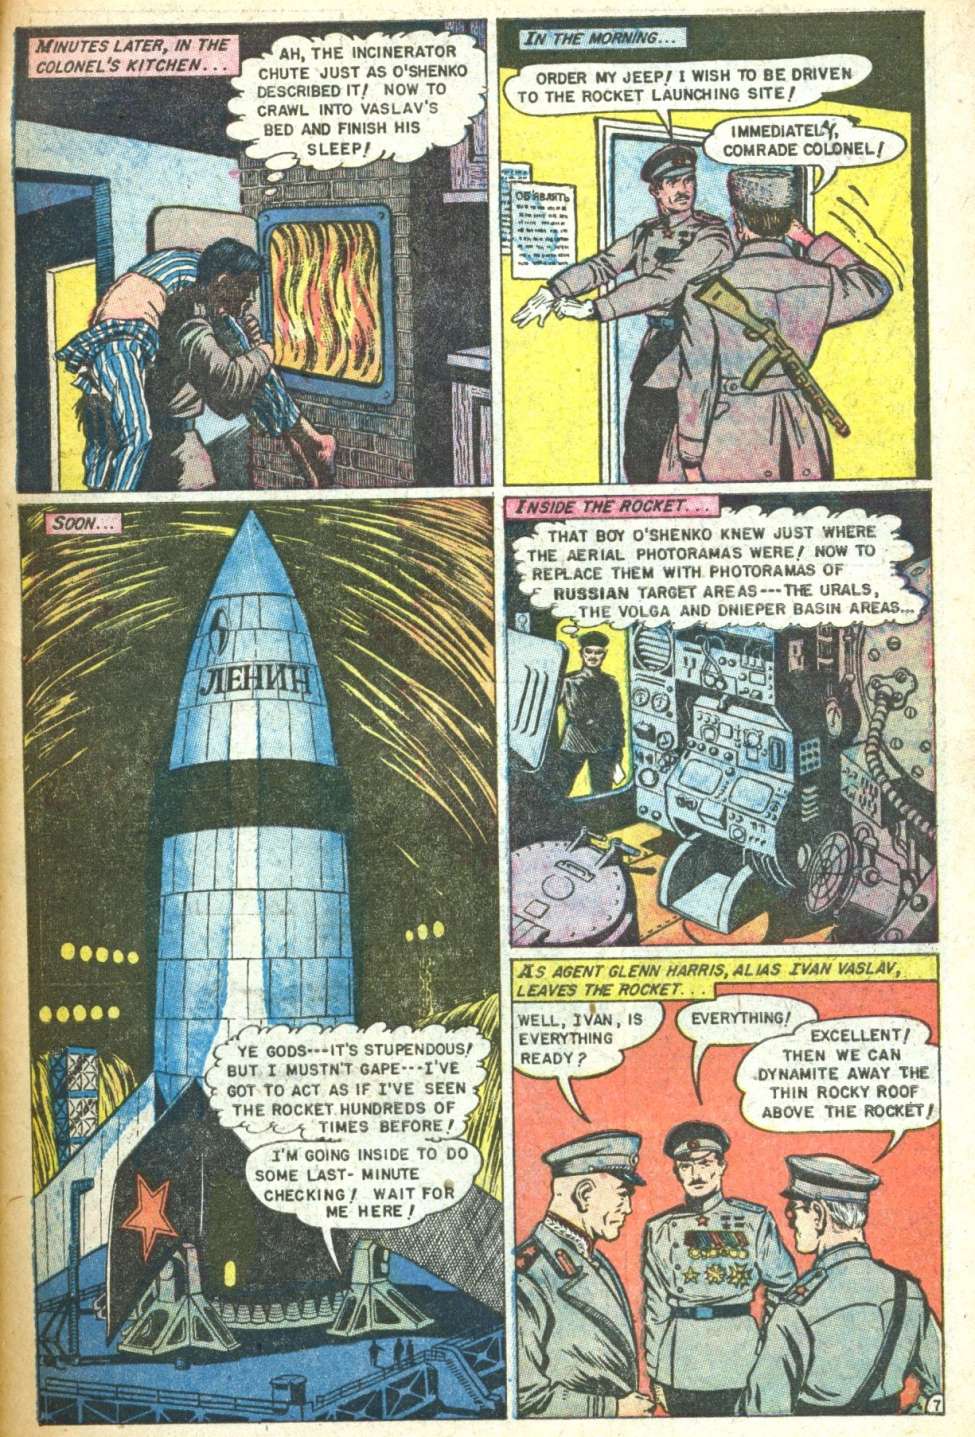 MINUTES LATER, IN THE
COLONEL'S KITCHEN...
AH, THE INCINERATOR
CHUTE JUST AS O'SHENKO
DESCRIBED IT! NOW TO
CRAWL INTO VASLAV'S
BED AND FINISH HIS
SLEEP!
IN THE MORNING...
ORDER MY JEEP! I WISH TO BE DRIVEN
TO THE ROCKET LAUNCHING SITE!
IMMEDIATELY,
COMRADE COLONEL!
ОБ'ЯВЛЯТЬ
SOON...
ЛЕНИН
YE GODS---IT'S STUPENDOUS!
BUT I MUSTN'T GAPE---I'VE
GOT TO ACT AS IF I'VE SEEN
THE ROCKET HUNDREDS OF
TIMES BEFORE!
I'M GOING INSIDE TO DO
SOME LAST-MINUTE
CHECKING! WAIT FOR
ME HERE!
INSIDE THE ROCKET...
THAT BOY O'SHENKO KNEW JUST WHERE
THE AERIAL PHOTORAMAS WERE! NOW TO
REPLACE THEM WITH PHOTORAMAS OF
RUSSIAN TARGET AREAS---THE URALS,
THE VOLGA AND DNIEPER BASIN AREAS...
AS AGENT GLENN HARRIS, ALIAS IVAN VASLAV,
LEAVES THE ROCKET...
WELL, IVAN, IS
EVERYTHING
READY?
EVERYTHING!
EXCELLENT!
THEN WE CAN
DYNAMITE AWAY THE
THIN ROCKY ROOF
ABOVE THE ROCKET!
7